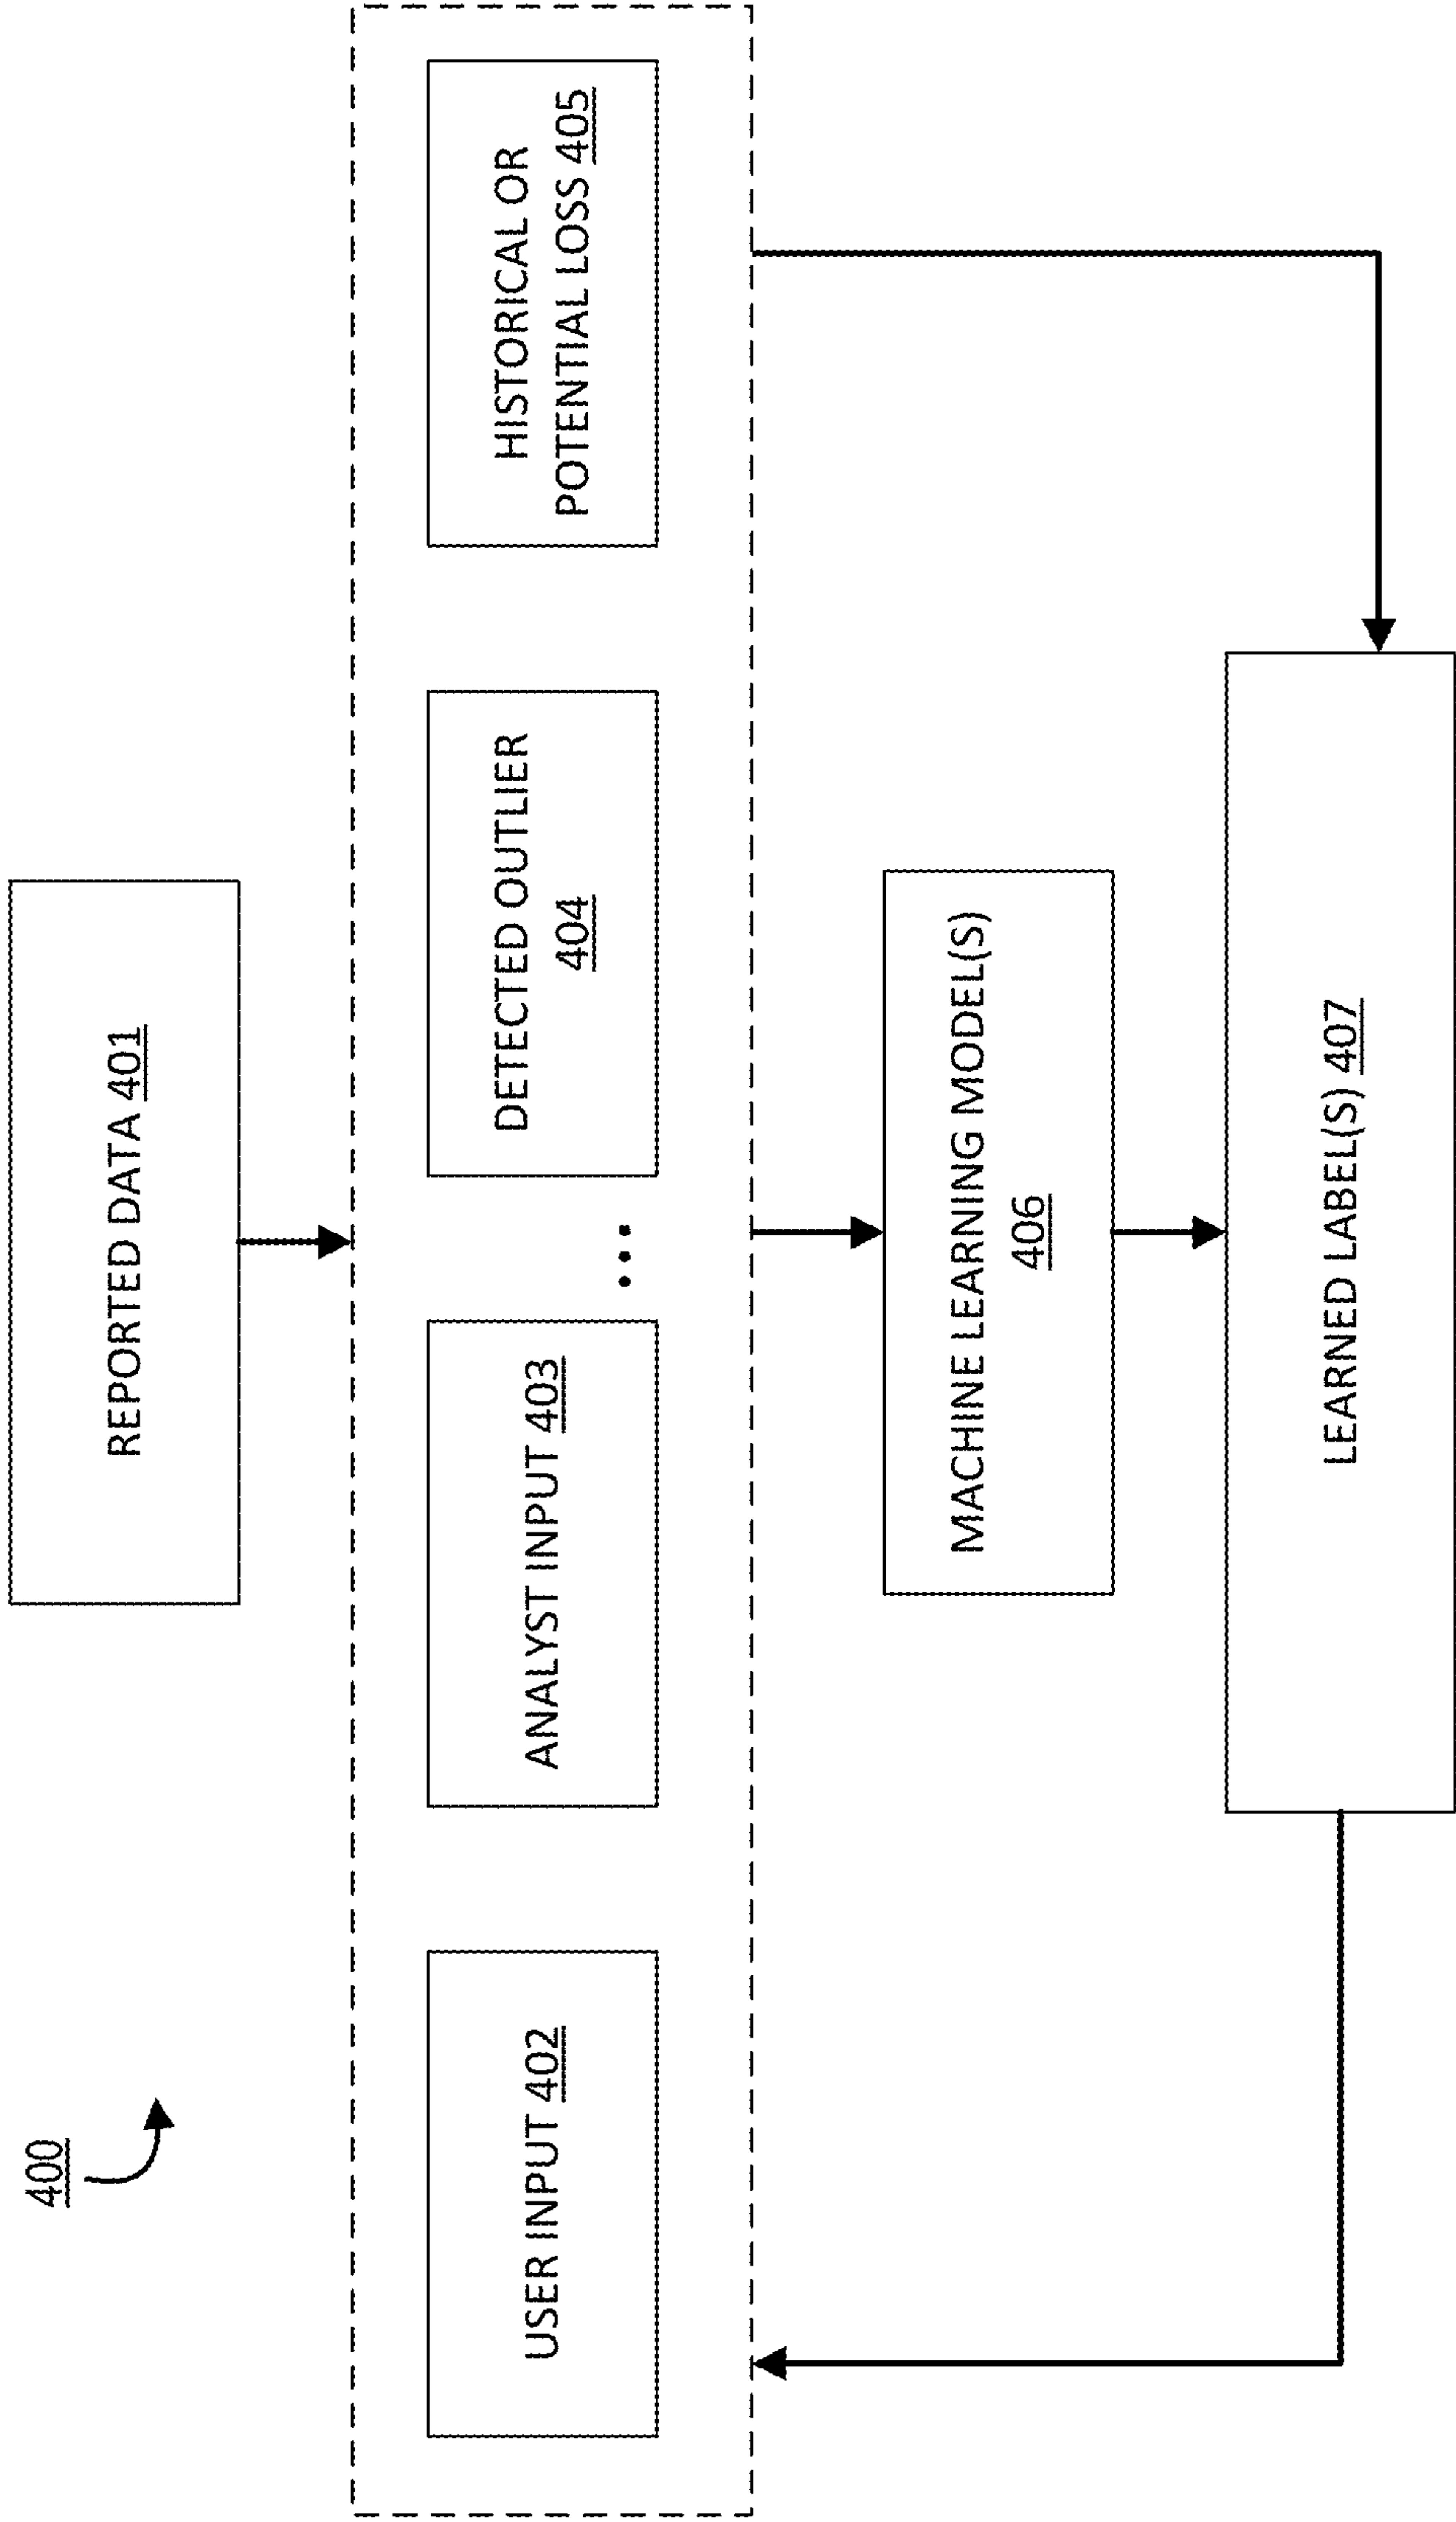 400
REPORTED DATA 401
USER INPUT 402
ANALYST INPUT 403
...
DETECTED OUTLIER
404
HISTORICAL OR
POTENTIAL LOSS 405
MACHINE LEARNING MODEL(S)
406
LEARNED LABEL(S) 407